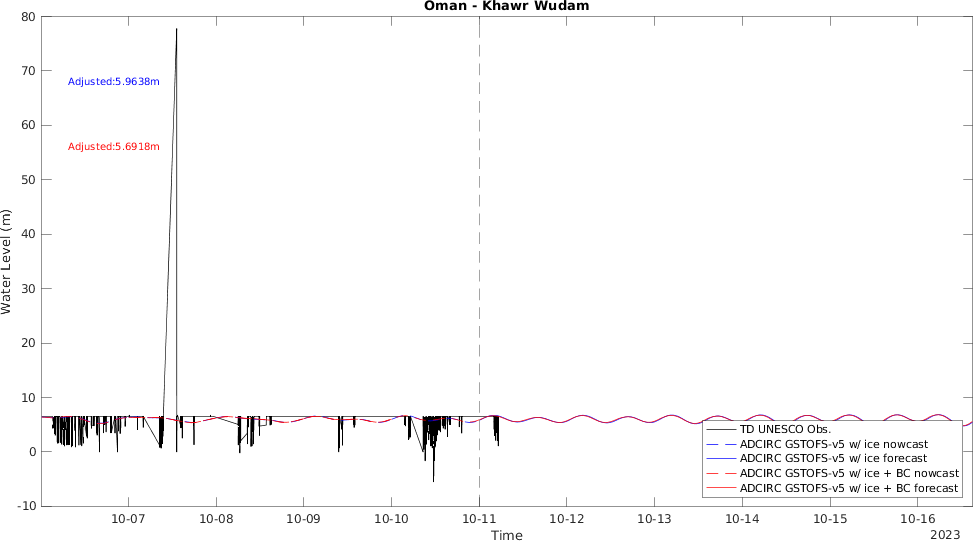 Oman - Khawr Wudam
80
70
60
50
40
30
20
10
0
-10
Water Level (m)
Adjusted:5.9638m
Adjusted:5.6918m
TD UNESCO Obs.
ADCIRC GSTOFS-v5 w/ ice nowcast
ADCIRC GSTOFS-v5 w/ ice forecast
ADCIRC GSTOFS-v5 w/ ice + BC nowcast
ADCIRC GSTOFS-v5 w/ ice + BC forecast
10-07 10-08 10-09 10-10 10-11 10-12 10-13 10-14 10-15 10-16
Time
2023